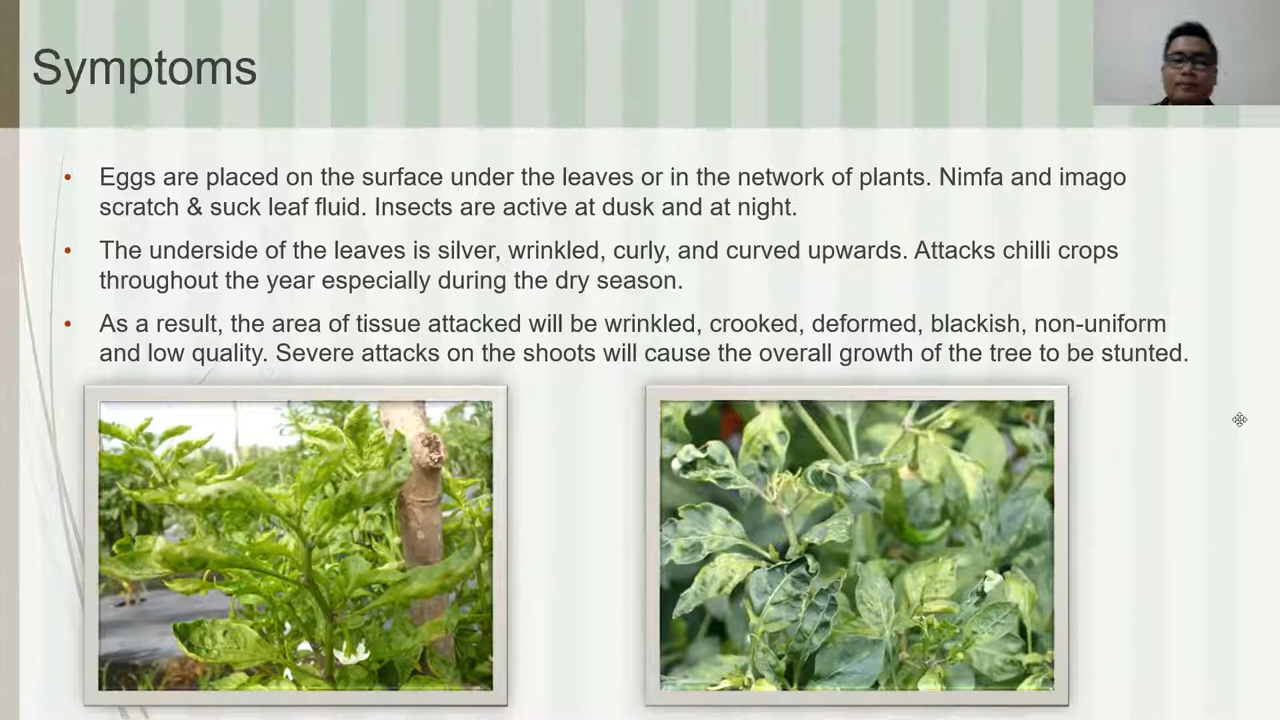 Symptoms
• Eggs are placed on the surface under the leaves or in the network of plants. Nimfa and imago
scratch & suck leaf fluid. Insects are active at dusk and at night.
• The underside of the leaves is silver, wrinkled, curly, and curved upwards. Attacks chilli crops
throughout the year especially during the dry season.
• As a result, the area of tissue attacked will be wrinkled, crooked, deformed, blackish, non-uniform
and low quality. Severe attacks on the shoots will cause the overall growth of the tree to be stunted.